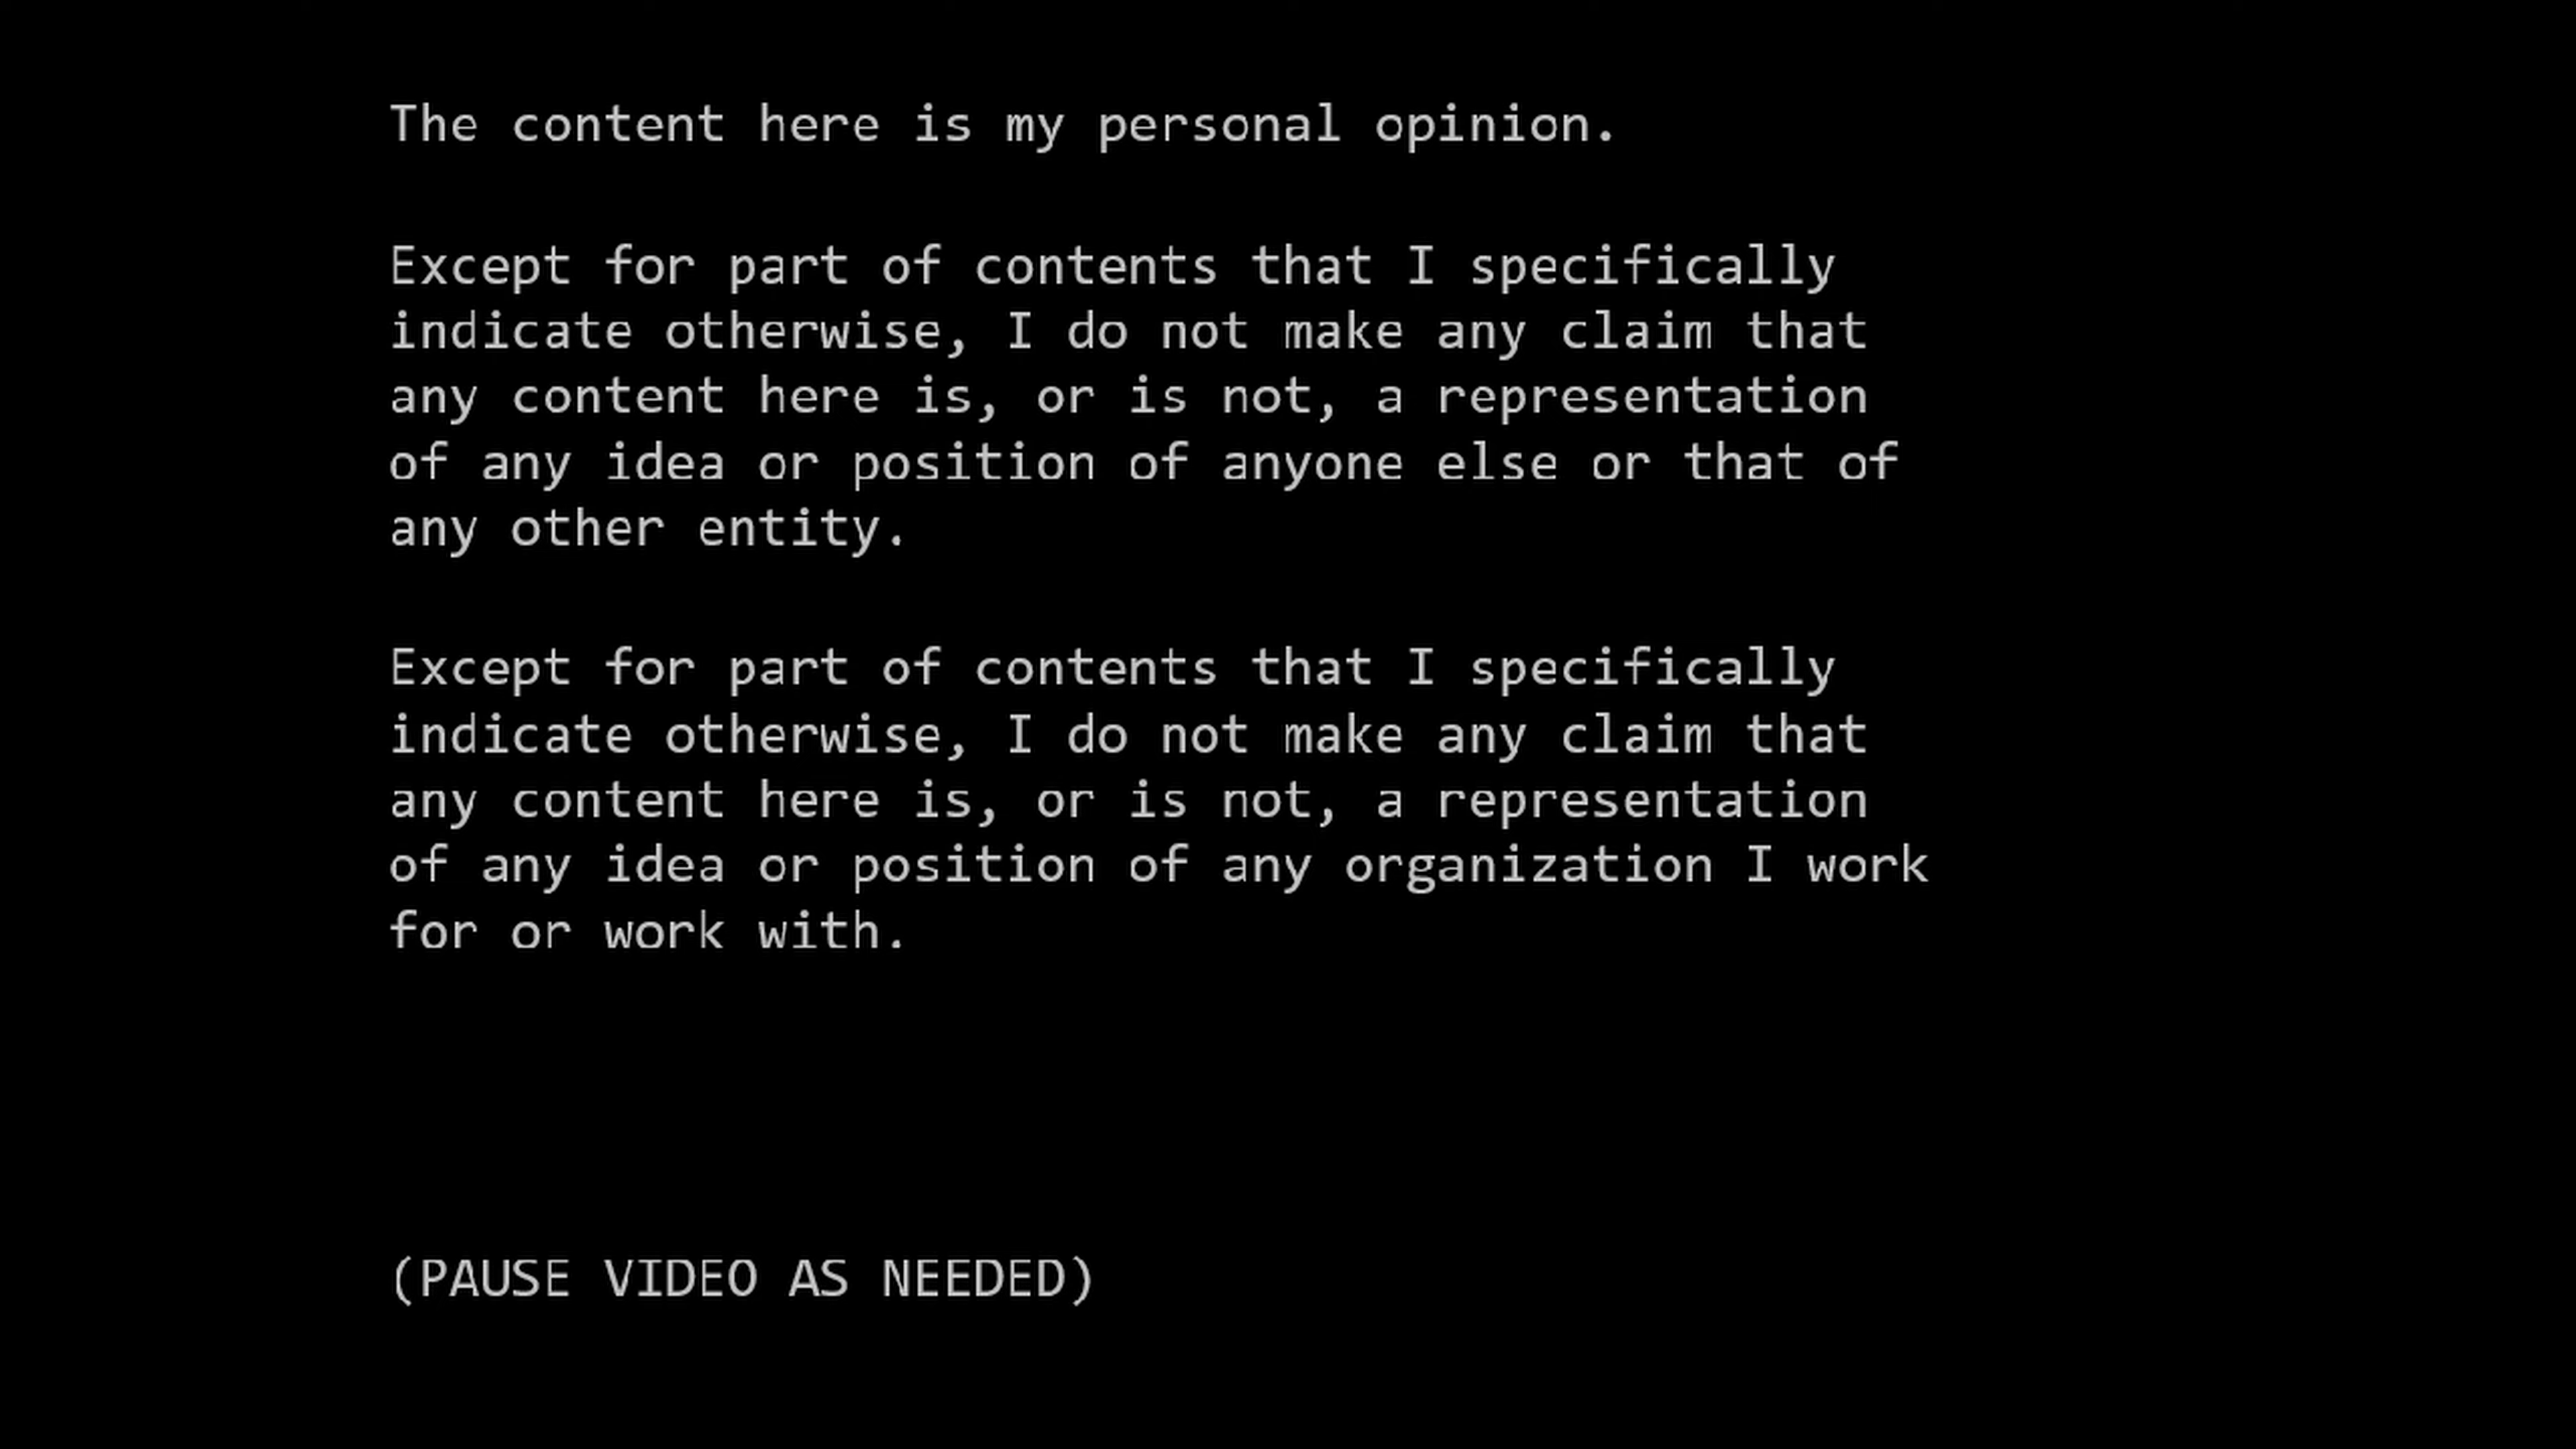 The content here is my personal opinion.
Except for part of contents that I specifically
indicate otherwise, I do not make any claim that
any content here is, or is not, a representation
of any idea or position of anyone else or that of
any other entity.
Except for part of contents that I specifically
indicate otherwise, I do not make any claim that
any content here is, or is not, a representation
of any idea or position of any organization I work
for or work with.
(PAUSE VIDEO AS NEEDED)